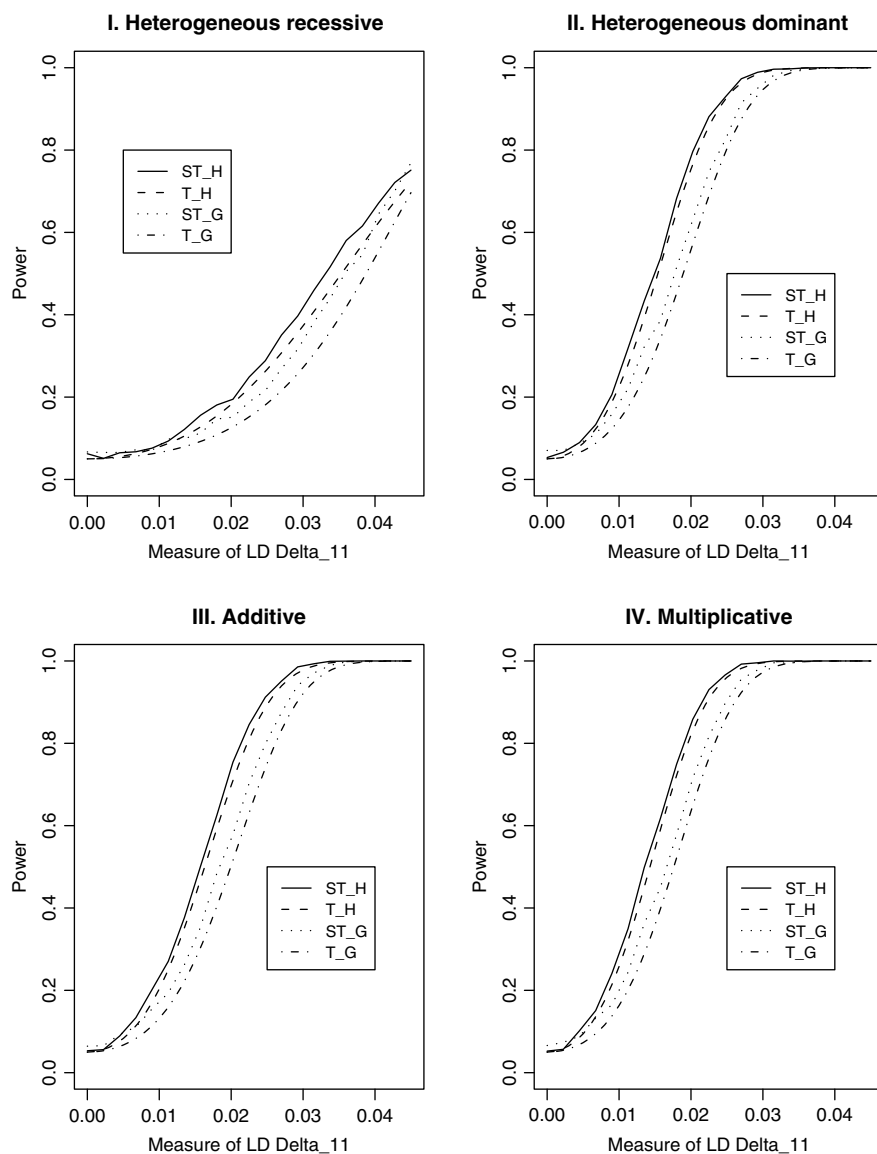 I. Heterogeneous recessive
Power
1.0
0.8
0.6
0.4
0.2
0.0
ST_H
T_H
ST_G
T_G
0.00 0.01 0.02 0.03 0.04
Measure of LD Delta_11
II. Heterogeneous dominant
Power
1.0
0.8
0.6
0.4
0.2
0.0
ST_H
T_H
ST_G
T_G
0.00 0.01 0.02 0.03 0.04
Measure of LD Delta_11
III. Additive
Power
1.0
0.8
0.6
0.4
0.2
0.0
ST_H
T_H
ST_G
T_G
0.00 0.01 0.02 0.03 0.04
Measure of LD Delta_11
IV. Multiplicative
Power
1.0
0.8
0.6
0.4
0.2
0.0
ST_H
T_H
ST_G
T_G
0.00 0.01 0.02 0.03 0.04
Measure of LD Delta_11